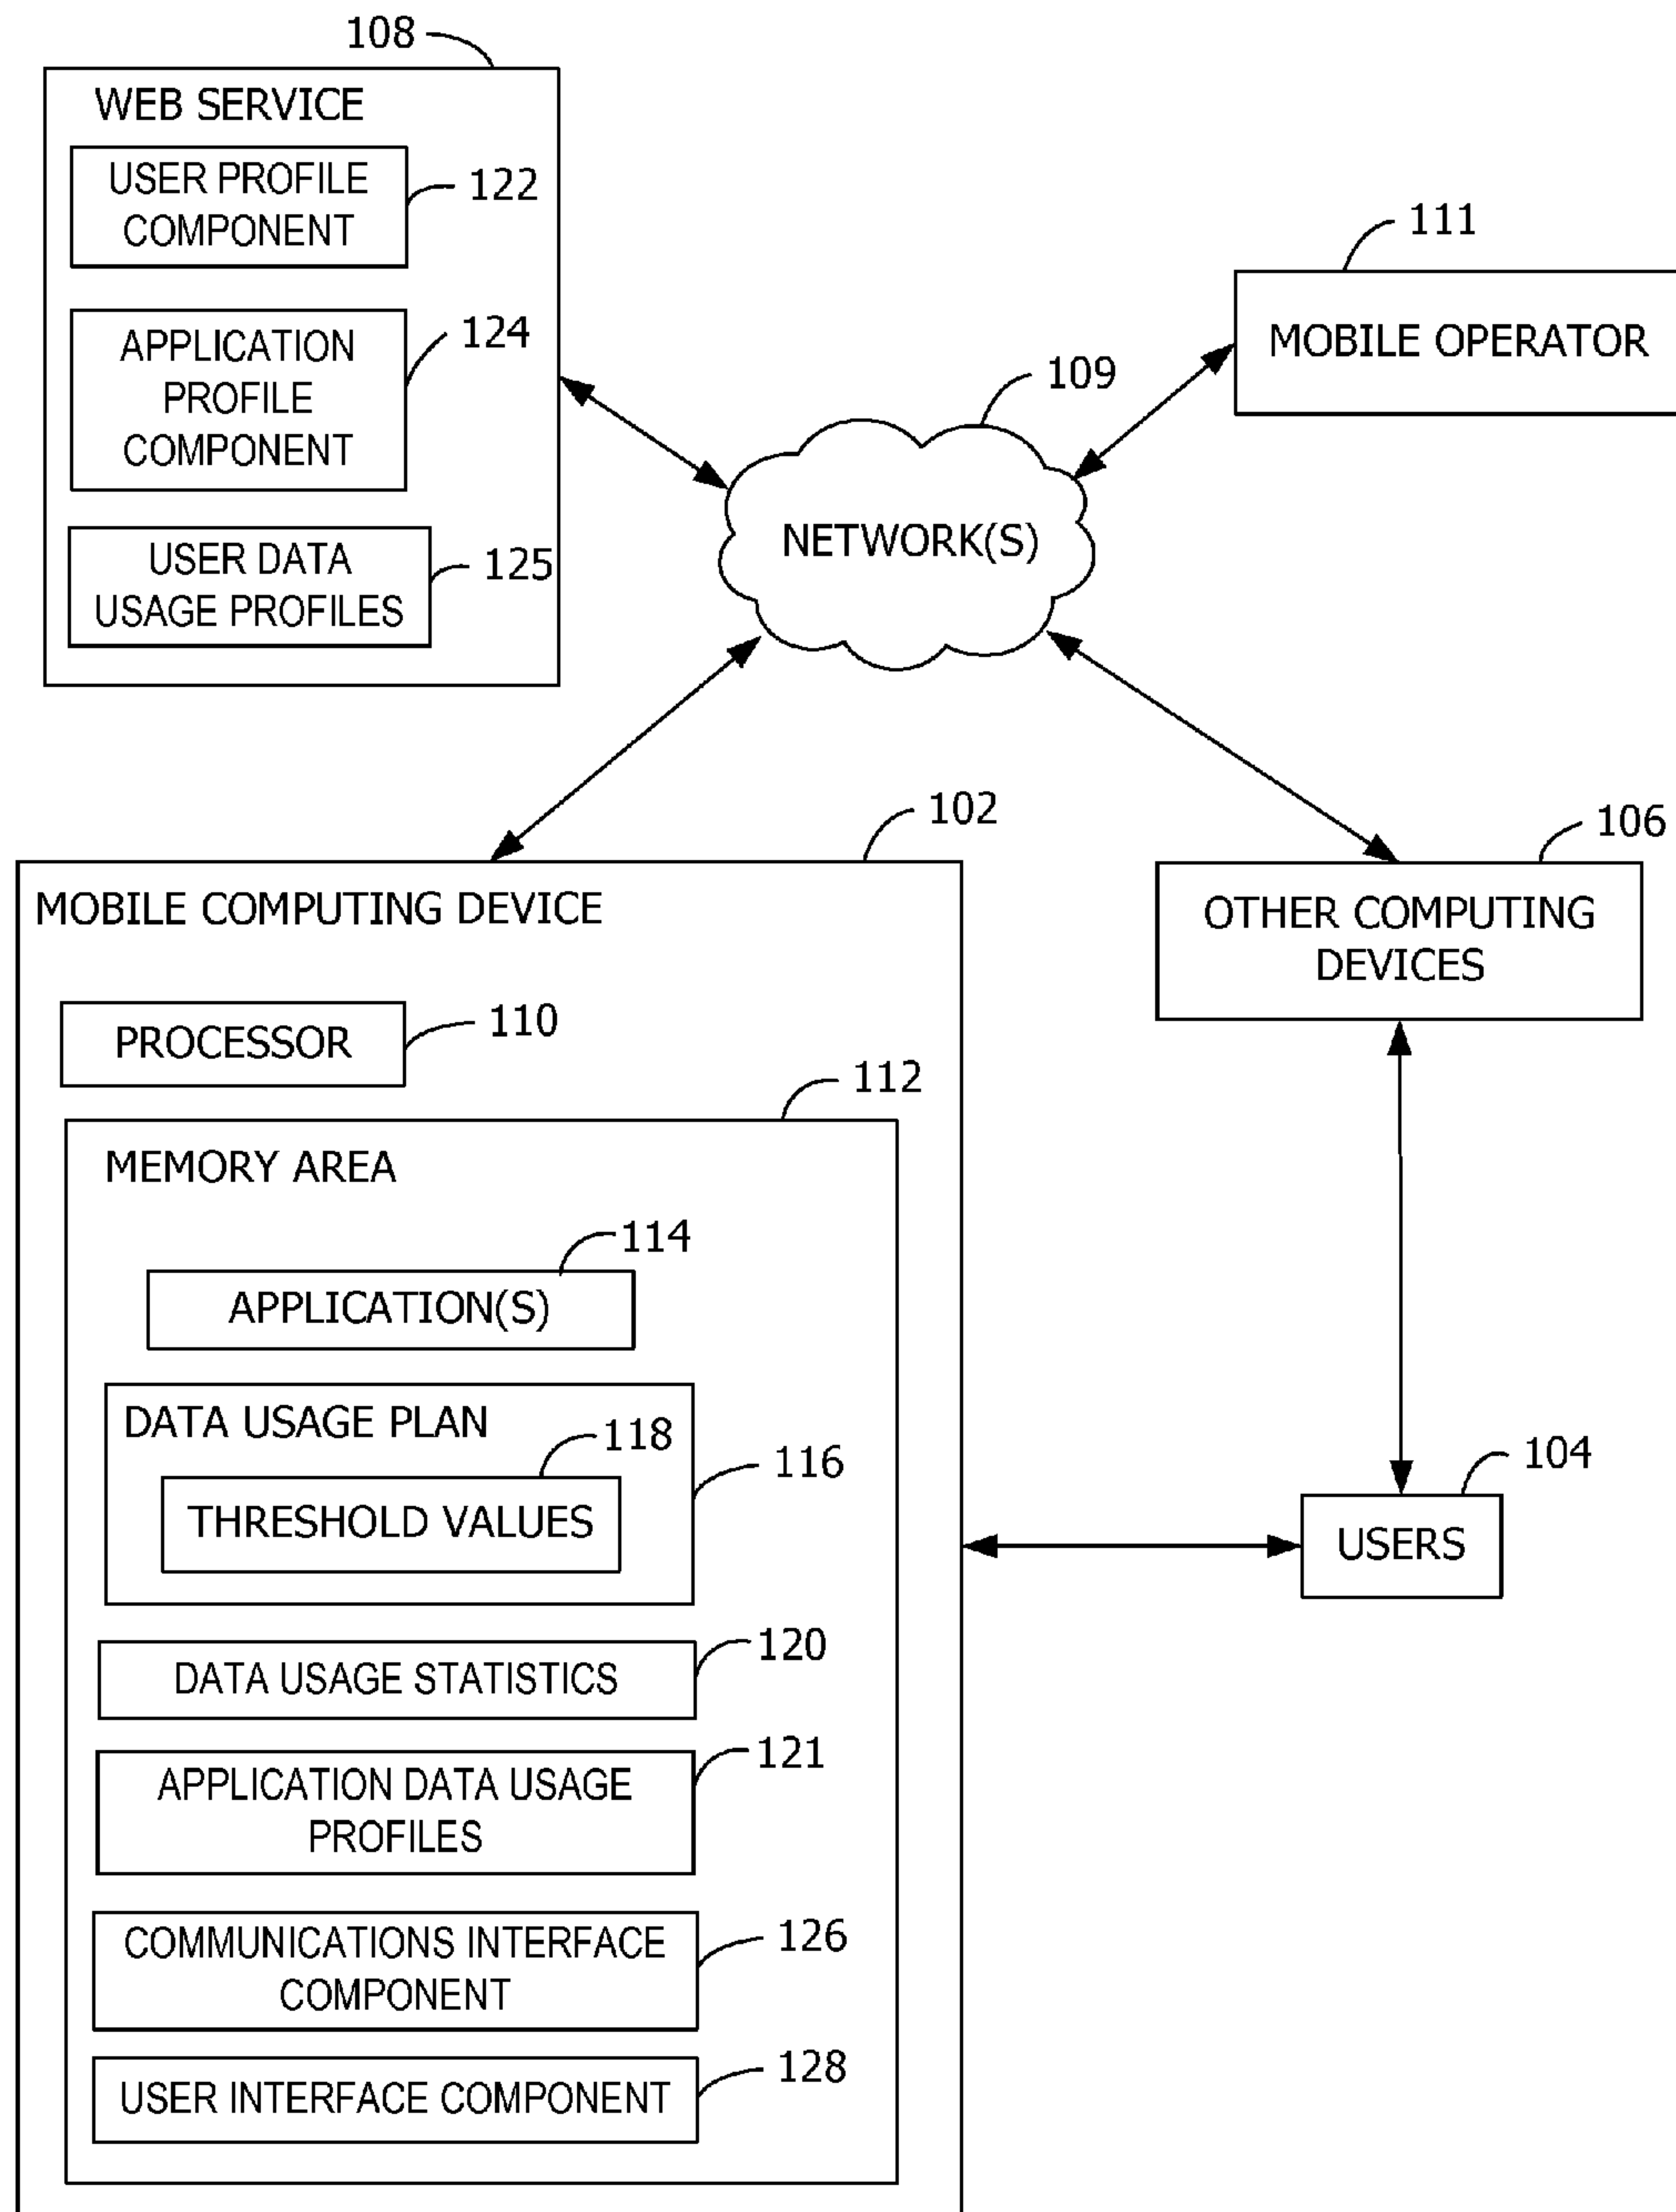 108
WEB SERVICE
USER PROFILE
COMPONENT
122
APPLICATION
PROFILE
COMPONENT
124
USER DATA
USAGE PROFILES
125
111
MOBILE OPERATOR
109
NETWORK(S)
102
MOBILE COMPUTING DEVICE
PROCESSOR
110
112
MEMORY AREA
114
APPLICATION(S)
DATA USAGE PLAN
118
THRESHOLD VALUES
116
120
DATA USAGE STATISTICS
121
APPLICATION DATA USAGE
PROFILES
COMMUNICATIONS INTERFACE
COMPONENT
126
USER INTERFACE COMPONENT
128
106
OTHER COMPUTING
DEVICES
104
USERS